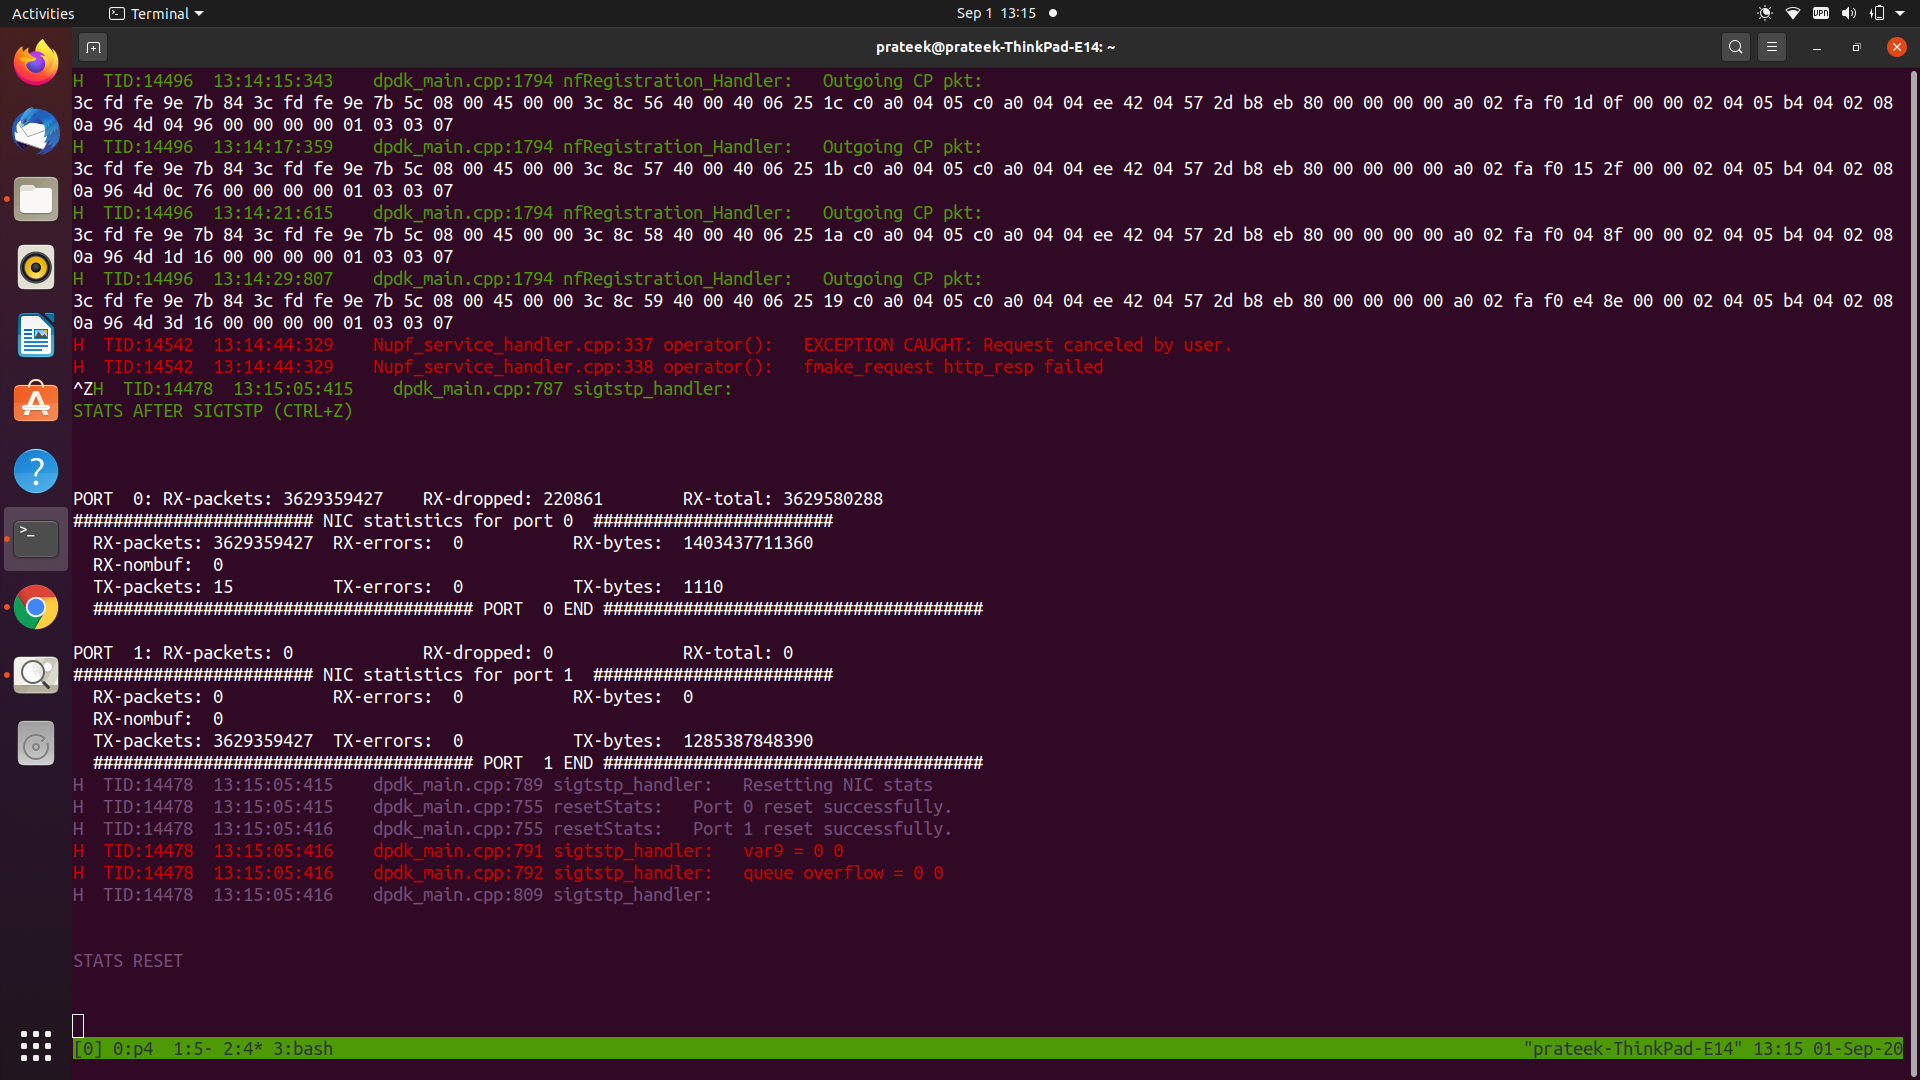 Activities Terminal Sep 1 13:15 VPN
prateek@prateek-ThinkPad-E14: ~
H TID:14496 13:14:15:343 dpdk_main.cpp:1794 nfRegistration_Handler: Outgoing CP pkt:
3c fd fe 9e 7b 84 3c fd fe 9e 7b 5c 08 00 45 00 00 3c 8c 56 40 00 40 06 25 1c c0 a0 04 05 c0 a0 04 04 ee 42 04 57 2d b8 eb 80 00 00 00 00 a0 02 fa f0 1d 0f 00 00 02 04 05 b4 04 02 08
0a 96 4d 04 96 00 00 00 00 01 03 03 07
H TID:14496 13:14:17:359 dpdk_main.cpp:1794 nfRegistration_Handler: Outgoing CP pkt:
3c fd fe 9e 7b 84 3c fd fe 9e 7b 5c 08 00 45 00 00 3c 8c 57 40 00 40 06 25 1b c0 a0 04 05 c0 a0 04 04 ee 42 04 57 2d b8 eb 80 00 00 00 00 a0 02 fa f0 15 2f 00 00 02 04 05 b4 04 02 08
0a 96 4d 0c 76 00 00 00 00 01 03 03 07
H TID:14496 13:14:21:615 dpdk_main.cpp:1794 nfRegistration_Handler: Outgoing CP pkt:
3c fd fe 9e 7b 84 3c fd fe 9e 7b 5c 08 00 45 00 00 3c 8c 58 40 00 40 06 25 1a c0 a0 04 05 c0 a0 04 04 ee 42 04 57 2d b8 eb 80 00 00 00 00 a0 02 fa f0 04 8f 00 00 02 04 05 b4 04 02 08
0a 96 4d 1d 16 00 00 00 00 01 03 03 07
H TID:14496 13:14:29:807 dpdk_main.cpp:1794 nfRegistration_Handler: Outgoing CP pkt:
3c fd fe 9e 7b 84 3c fd fe 9e 7b 5c 08 00 45 00 00 3c 8c 59 40 00 40 06 25 19 c0 a0 04 05 c0 a0 04 04 ee 42 04 57 2d b8 eb 80 00 00 00 00 a0 02 fa f0 e4 8e 00 00 02 04 05 b4 04 02 08
0a 96 4d 3d 16 00 00 00 00 01 03 03 07
H TID:14542 13:14:44:329 Nupf_service_handler.cpp:337 operator(): EXCEPTION CAUGHT: Request canceled by user.
H TID:14542 13:14:44:329 Nupf_service_handler.cpp:338 operator(): fmake_request http_resp failed
^ZH TID:14478 13:15:05:415 dpdk_main.cpp:787 sigtstp_handler:
STATS AFTER SIGTSTP (CTRL+Z)
PORT 0: RX-packets: 3629359427 RX-dropped: 220861 RX-total: 3629580288
######################## NIC statistics for port 0 ########################
RX-packets: 3629359427 RX-errors: 0 RX-bytes: 1403437711360
RX-nombuf: 0
TX-packets: 15 TX-errors: 0 TX-bytes: 1110
###################################### PORT 0 END ######################################
PORT 1: RX-packets: 0 RX-dropped: 0 RX-total: 0
######################## NIC statistics for port 1 ########################
RX-packets: 0 RX-errors: 0 RX-bytes: 0
RX-nombuf: 0
TX-packets: 3629359427 TX-errors: 0 TX-bytes: 1285387848390
###################################### PORT 1 END ######################################
H TID:14478 13:15:05:415 dpdk_main.cpp:789 sigtstp_handler: Resetting NIC stats
H TID:14478 13:15:05:415 dpdk_main.cpp:755 resetStats: Port 0 reset successfully.
H TID:14478 13:15:05:416 dpdk_main.cpp:755 resetStats: Port 1 reset successfully.
H TID:14478 13:15:05:416 dpdk_main.cpp:791 sigtstp_handler: var9 = 0 0
H TID:14478 13:15:05:416 dpdk_main.cpp:792 sigtstp_handler: queue overflow = 0 0
H TID:14478 13:15:05:416 dpdk_main.cpp:809 sigtstp_handler:
STATS RESET
[0] 0:p4 1:5- 2:4* 3:bash "prateek-ThinkPad-E14" 13:15 01-Sep-20